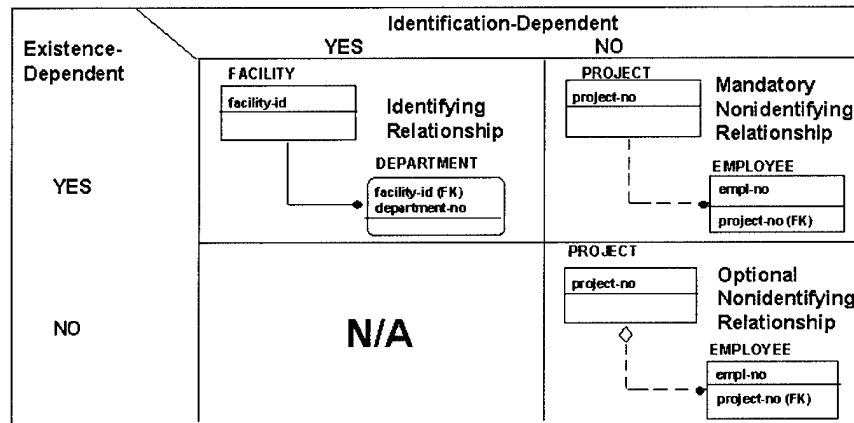 Identification-Dependent
YES
NO
Existence-
Dependent
YES
FACILITY
facility-id
Identifying
Relationship
DEPARTMENT
facility-id (FK)
department-no
PROJECT
project-no
Mandatory
Nonidentifying
Relationship
EMPLOYEE
empl-no
project-no (FK)
NO
N/A
PROJECT
project-no
Optional
Nonidentifying
Relationship
EMPLOYEE
empl-no
project-no (FK)